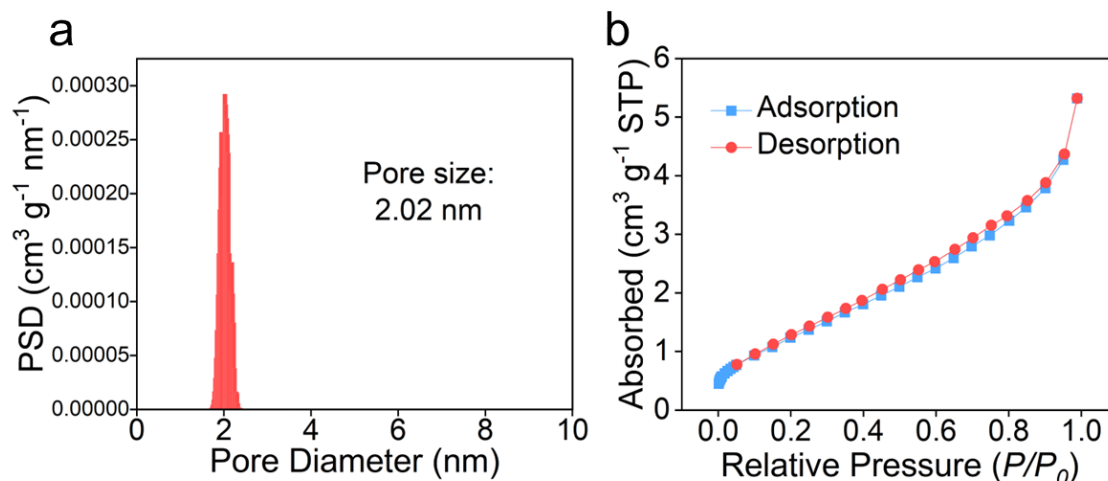 a
PSD (cm³ g⁻¹ nm⁻¹)
0.00030
0.00025
0.00020
0.00015
0.00010
0.00005
0.00000
Pore size:
2.02 nm
0 2 4 6 8 10
Pore Diameter (nm)
b
Absorbed (cm³ g⁻¹ STP)
6
5
4
3
2
1
0
Adsorption
Desorption
0.0 0.2 0.4 0.6 0.8 1.0
Relative Pressure (P/P₀)